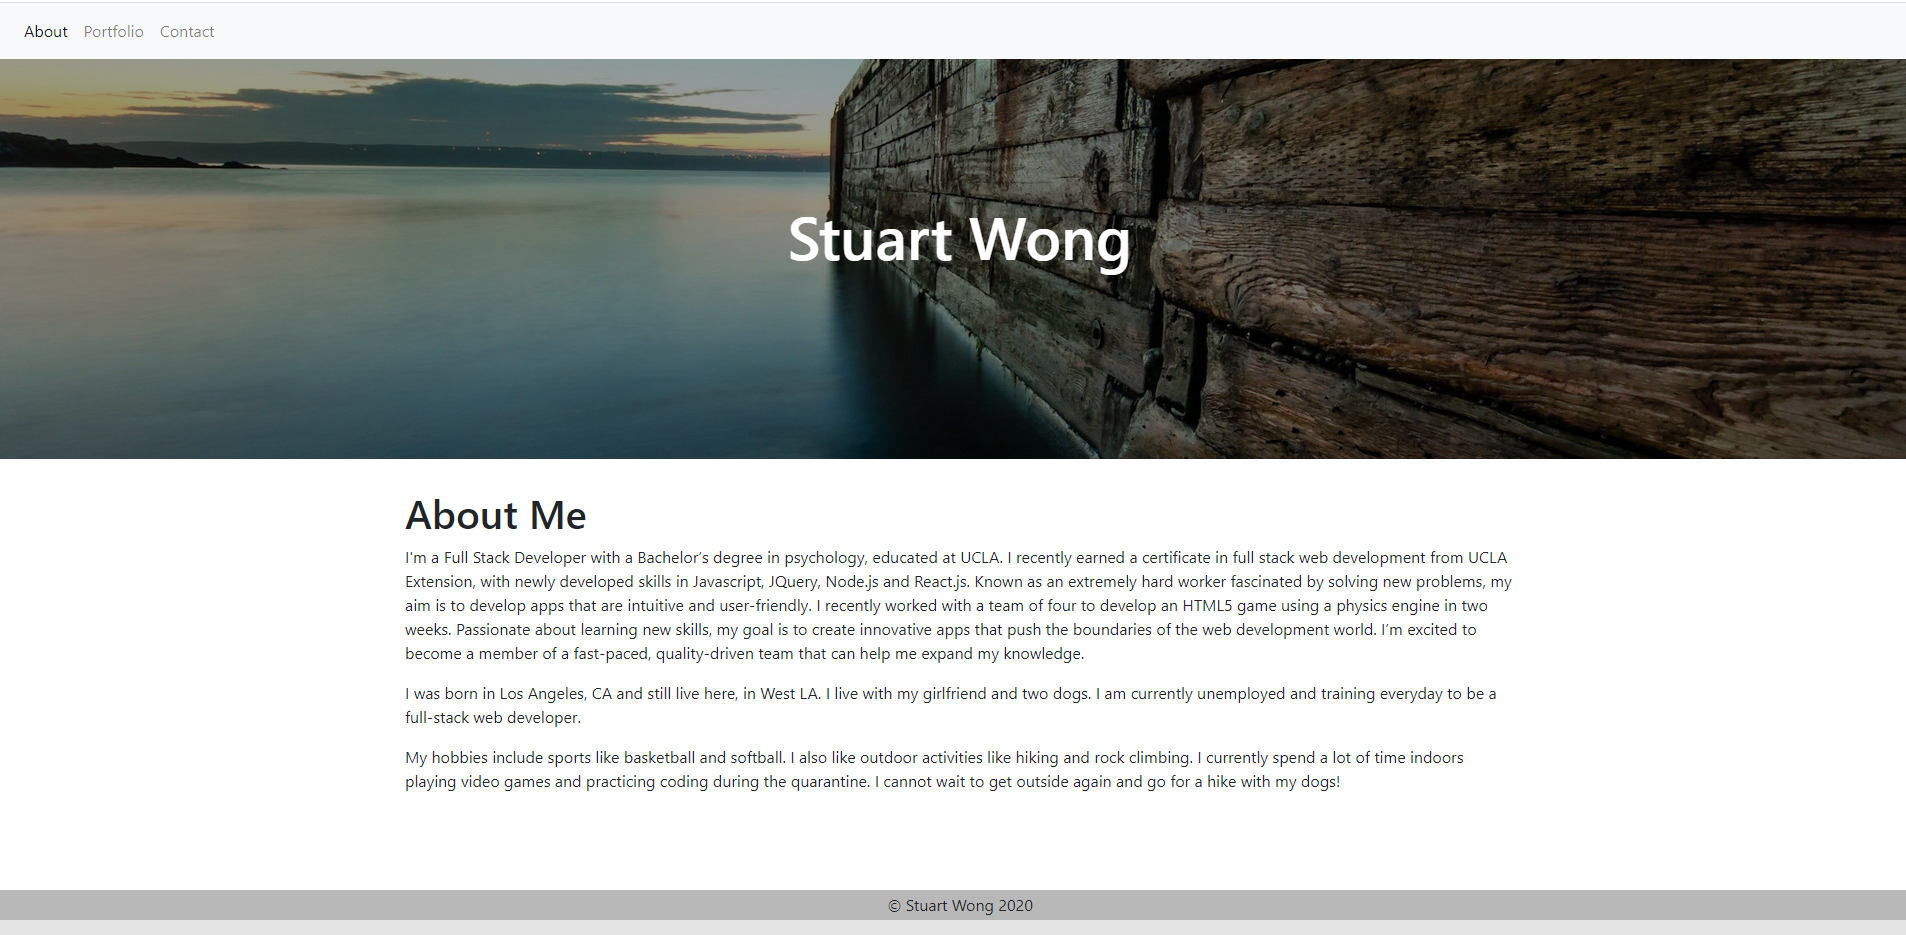 About Portfolio Contact
Stuart Wong
About Me
I'm a Full Stack Developer with a Bachelor’s degree in psychology, educated at UCLA. I recently earned a certificate in full stack web development from UCLA
Extension, with newly developed skills in Javascript, JQuery, Node.js and React.js. Known as an extremely hard worker fascinated by solving new problems, my
aim is to develop apps that are intuitive and user-friendly. I recently worked with a team of four to develop an HTML5 game using a physics engine in two
weeks. Passionate about learning new skills, my goal is to create innovative apps that push the boundaries of the web development world. I’m excited to
become a member of a fast-paced, quality-driven team that can help me expand my knowledge.
I was born in Los Angeles, CA and still live here, in West LA. I live with my girlfriend and two dogs. I am currently unemployed and training everyday to be a
full-stack web developer.
My hobbies include sports like basketball and softball. I also like outdoor activities like hiking and rock climbing. I currently spend a lot of time indoors
playing video games and practicing coding during the quarantine. I cannot wait to get outside again and go for a hike with my dogs!
© Stuart Wong 2020